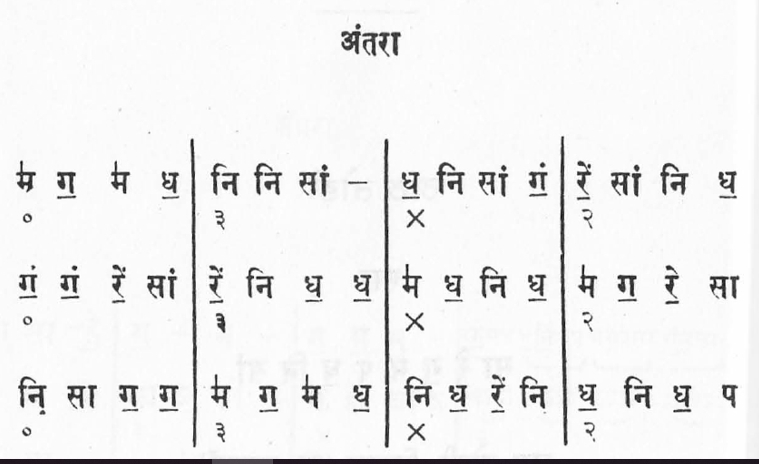 अंतरा
म॑ ग॒ म॑ ध॒ | नि नि सां – | ध॒ नि सां गं॒ | रें॒ सां नि ध॒
० ३ × २
गं॒ गं॒ रें॒ सां | रें॒ नि ध॒ ध॒ | म॑ ध॒ नि ध॒ | म॑ ग॒ रे॒ सा
० ३ × २
नि़ सा ग॒ ग॒ | म॑ ग॒ म॑ ध॒ | नि ध॒ रें॒ नि | ध॒ नि ध॒ प
० ३ × २